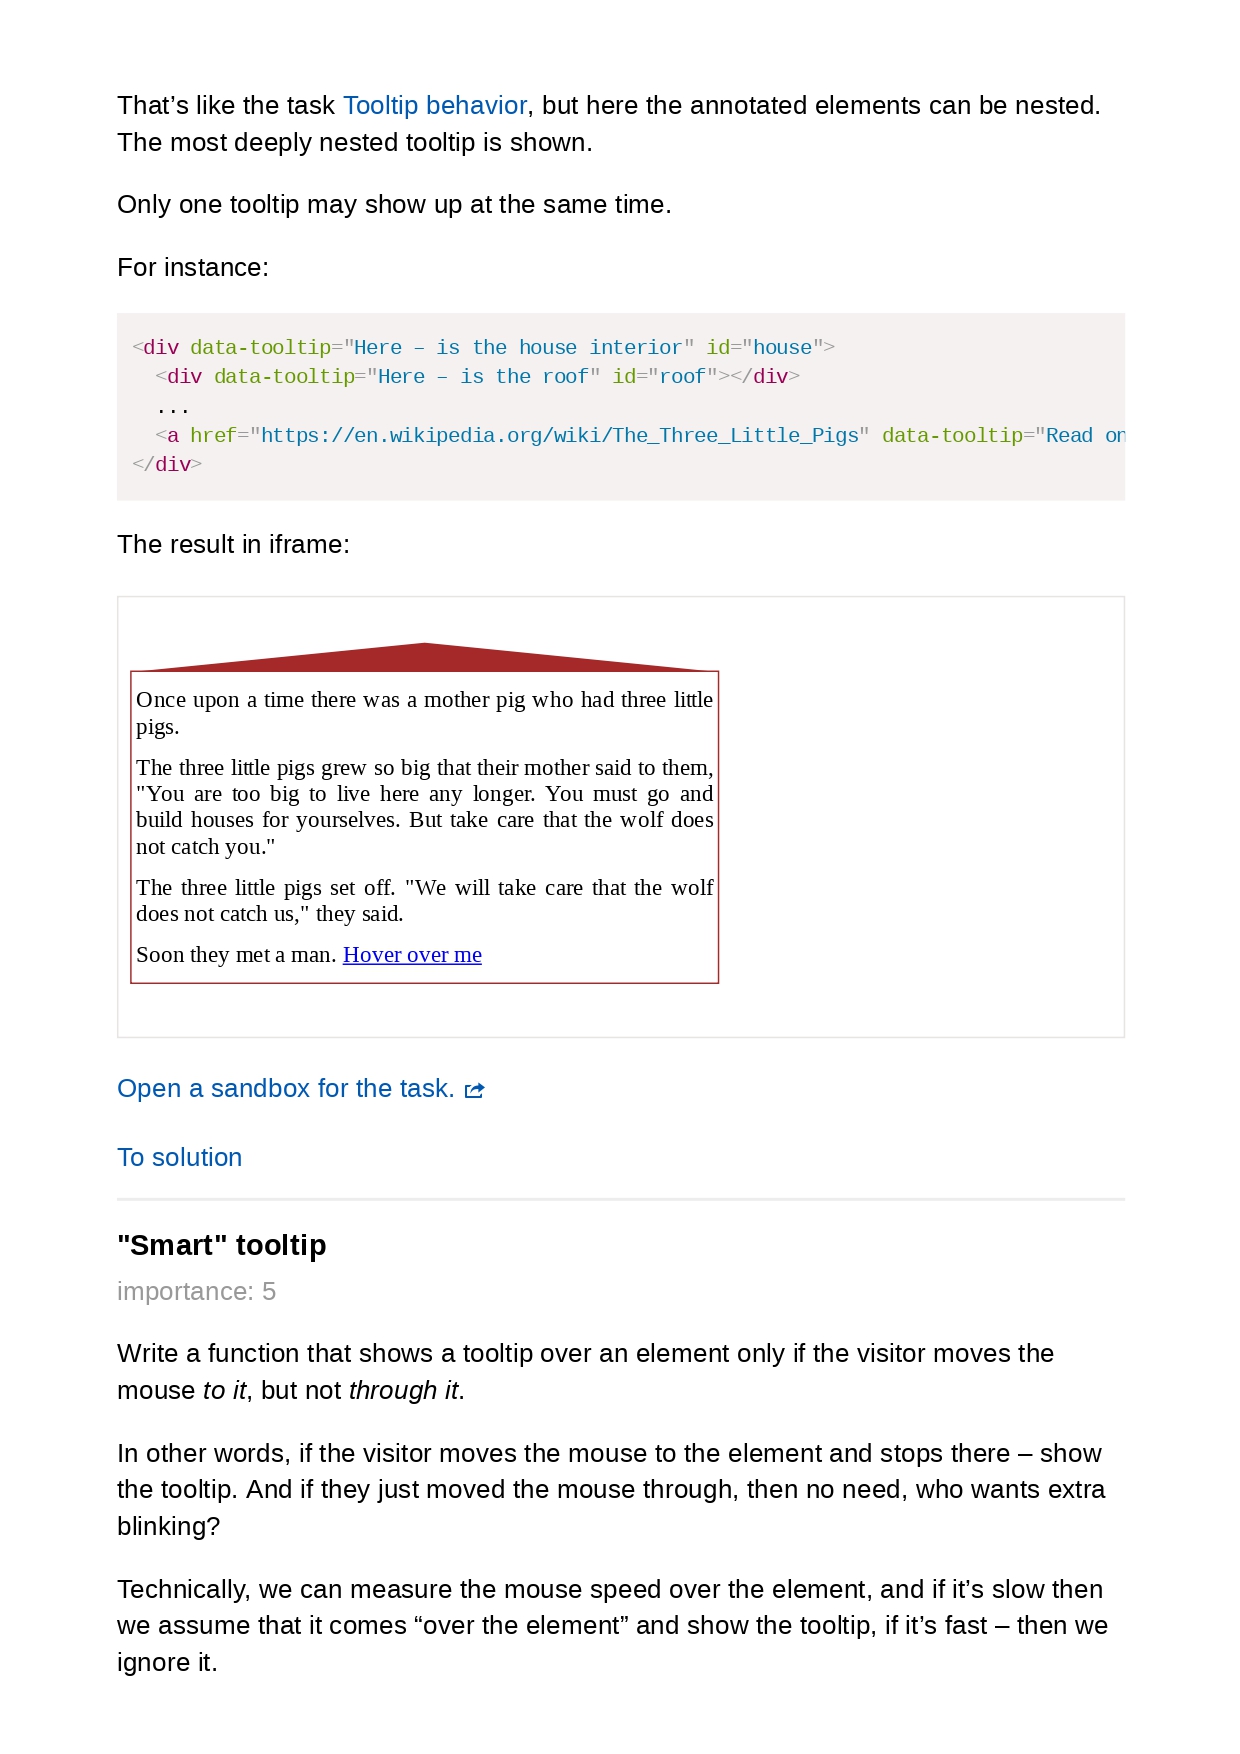 That’s like the task Tooltip behavior, but here the annotated elements can be nested.
The most deeply nested tooltip is shown.
Only one tooltip may show up at the same time.
For instance:
<div data-tooltip="Here – is the house interior" id="house">
  <div data-tooltip="Here – is the roof" id="roof"></div>
  ...
  <a href="https://en.wikipedia.org/wiki/The_Three_Little_Pigs" data-tooltip="Read on
</div>
The result in iframe:
Once upon a time there was a mother pig who had three little
pigs.
The three little pigs grew so big that their mother said to them,
"You are too big to live here any longer. You must go and
build houses for yourselves. But take care that the wolf does
not catch you."
The three little pigs set off. "We will take care that the wolf
does not catch us," they said.
Soon they met a man. Hover over me
Open a sandbox for the task.
To solution
"Smart" tooltip
importance: 5
Write a function that shows a tooltip over an element only if the visitor moves the
mouse to it, but not through it.
In other words, if the visitor moves the mouse to the element and stops there – show
the tooltip. And if they just moved the mouse through, then no need, who wants extra
blinking?
Technically, we can measure the mouse speed over the element, and if it’s slow then
we assume that it comes “over the element” and show the tooltip, if it’s fast – then we
ignore it.